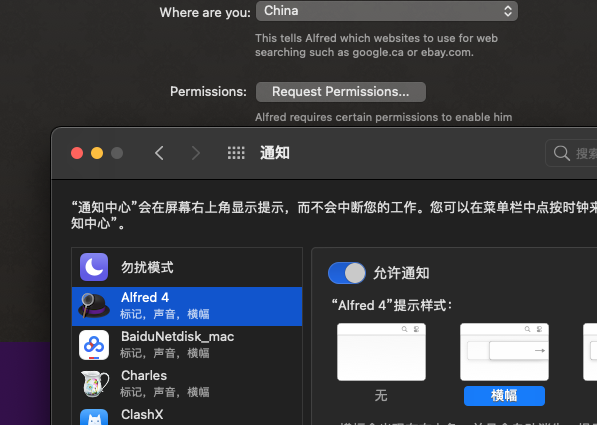 Where are you:
China
This tells Alfred which websites to use for web
searching such as google.ca or ebay.com.
Permissions:
Request Permissions...
Alfred requires certain permissions to enable him
通知
搜索
“通知中心”会在屏幕右上角显示提示，而不会中断您的工作。您可以在菜单栏中点按时钟来
知中心”。
勿扰模式
允许通知
Alfred 4
标记，声音，横幅
“Alfred 4”提示样式：
BaiduNetdisk_mac
标记，声音，横幅
Charles
标记，声音，横幅
无
横幅
ClashX